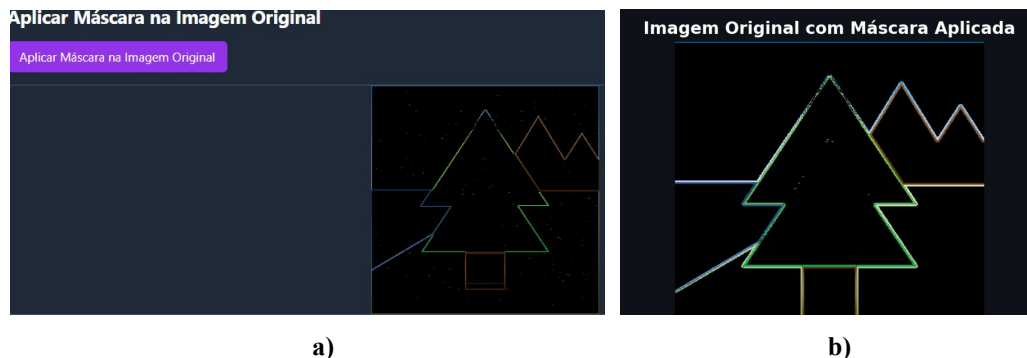 Aplicar Máscara na Imagem Original
Aplicar Máscara na Imagem Original
Imagem Original com Máscara Aplicada
a)
b)